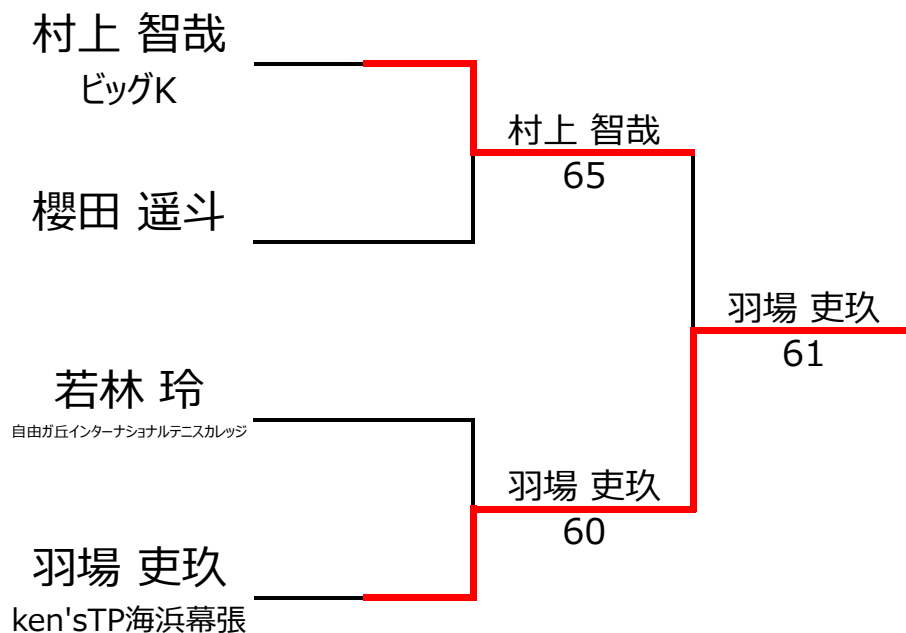 村上 智哉
ビッグK
村上 智哉
65
櫻田 遥斗
羽場 吏玖
61
若林 玲
自由ガ丘インターナショナルテニスカレッジ
羽場 吏玖
60
羽場 吏玖
ken'sTP海浜幕張